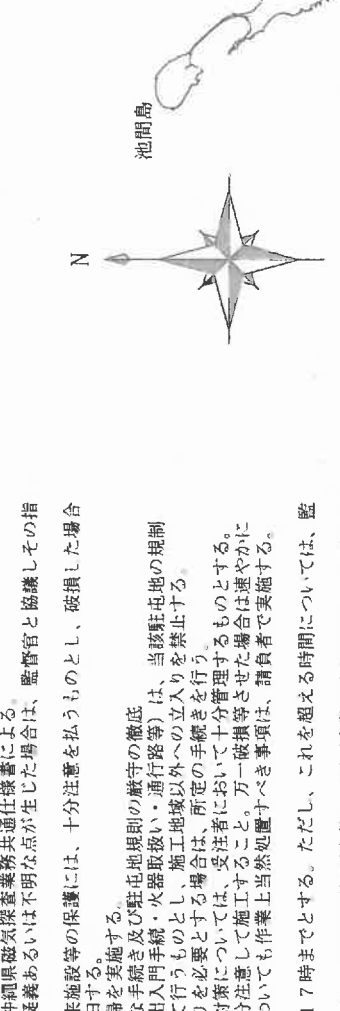 沖縄県磁気探査業務共通仕様書による。
疑義あるいは不明な点が生じた場合は、監督官と協議しその指
来施設等の保護には、十分注意を払うものとし、破損した場合
旧する。
掃を実施する。
な手続き及び駐屯地規則の厳守の徹底
出入門手続・火器取扱い・通行路等）は、当該駐屯地の規制
て行うものとし、施工地域以外への立入りを禁止する
りを必要とする場合は、所定の手続きを行う。
対策については、受注者において十分管理するものとする。
分注意して施工すること。万一破損等させた場合は速やかに
ついても作業上当然処置すべき事項は、請負者で実施する。
１７時までとする。ただし、これを超える時間については、監
N
池間島